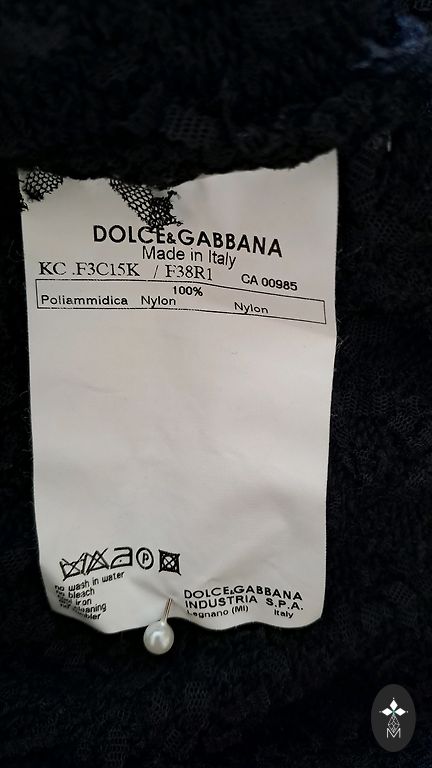 DOLCE&GABBANA
Made in Italy
KC .F3C15K / F38R1 CA 00985
100%
Poliammidica Nylon Nylon
P
no wash in water
no bleach
iron
DOLCE&GABBANA
INDUSTRIA S.P.A.
Legnano (MI) Italy
M